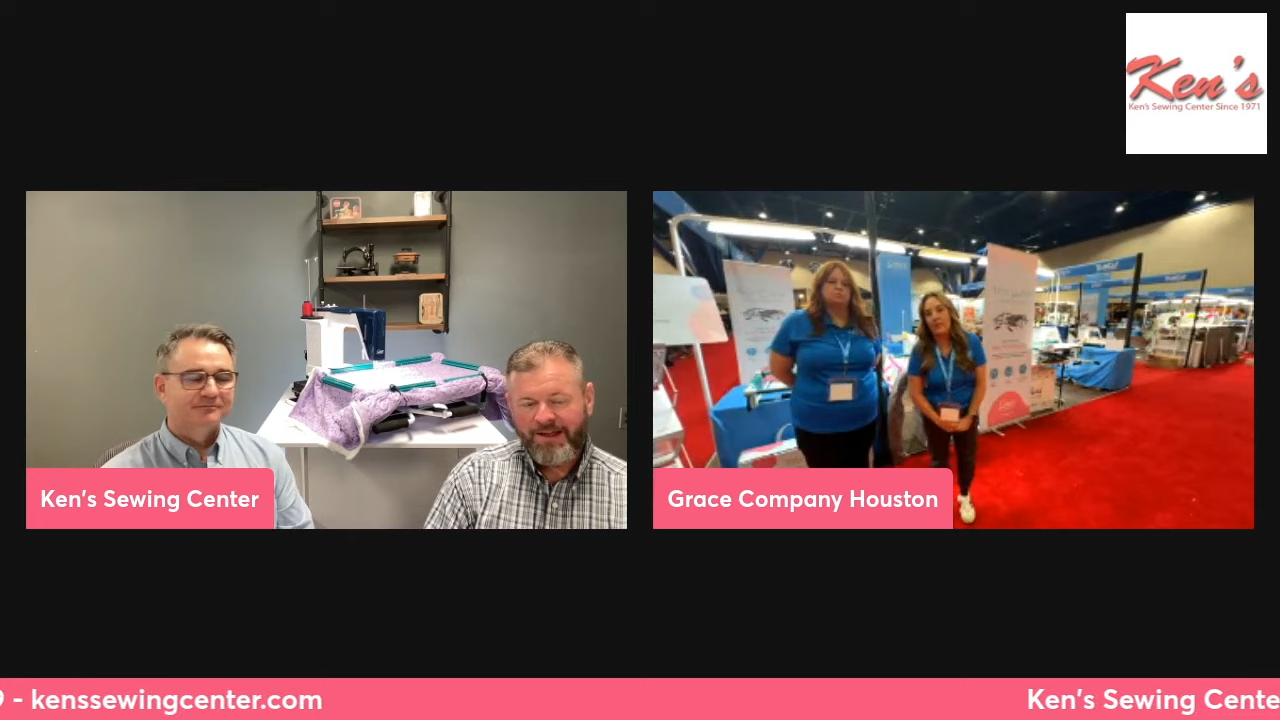 Ken's
Ken's Sewing Center Since 1971
Ken's Sewing Center
Grace Company Houston
9 - kenssewingcenter.com
Ken's Sewing Cente